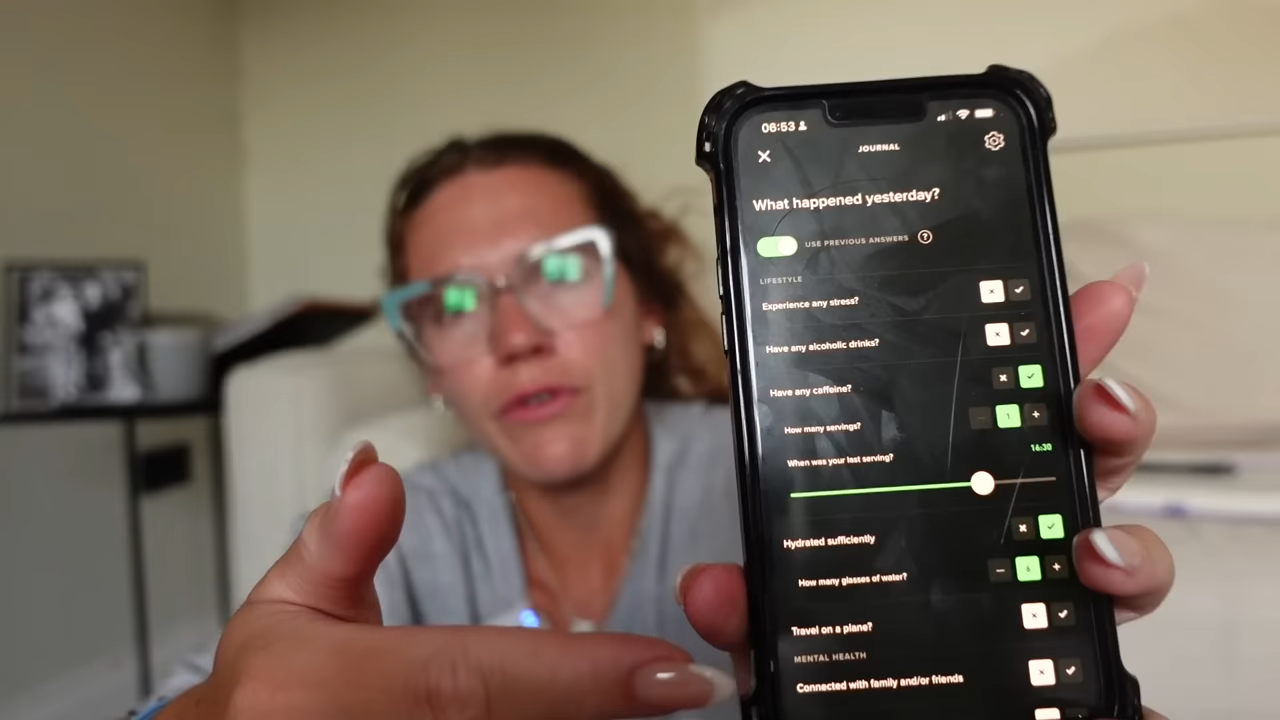 06:53
JOURNAL
What happened yesterday?
USE PREVIOUS ANSWERS ?
LIFESTYLE
Experience any stress?
Have any alcoholic drinks?
Have any caffeine?
How many servings? 1
When was your last serving? 16:30
Hydrated sufficiently
How many glasses of water? 6
Travel on a plane?
MENTAL HEALTH
Connected with family and/or friends